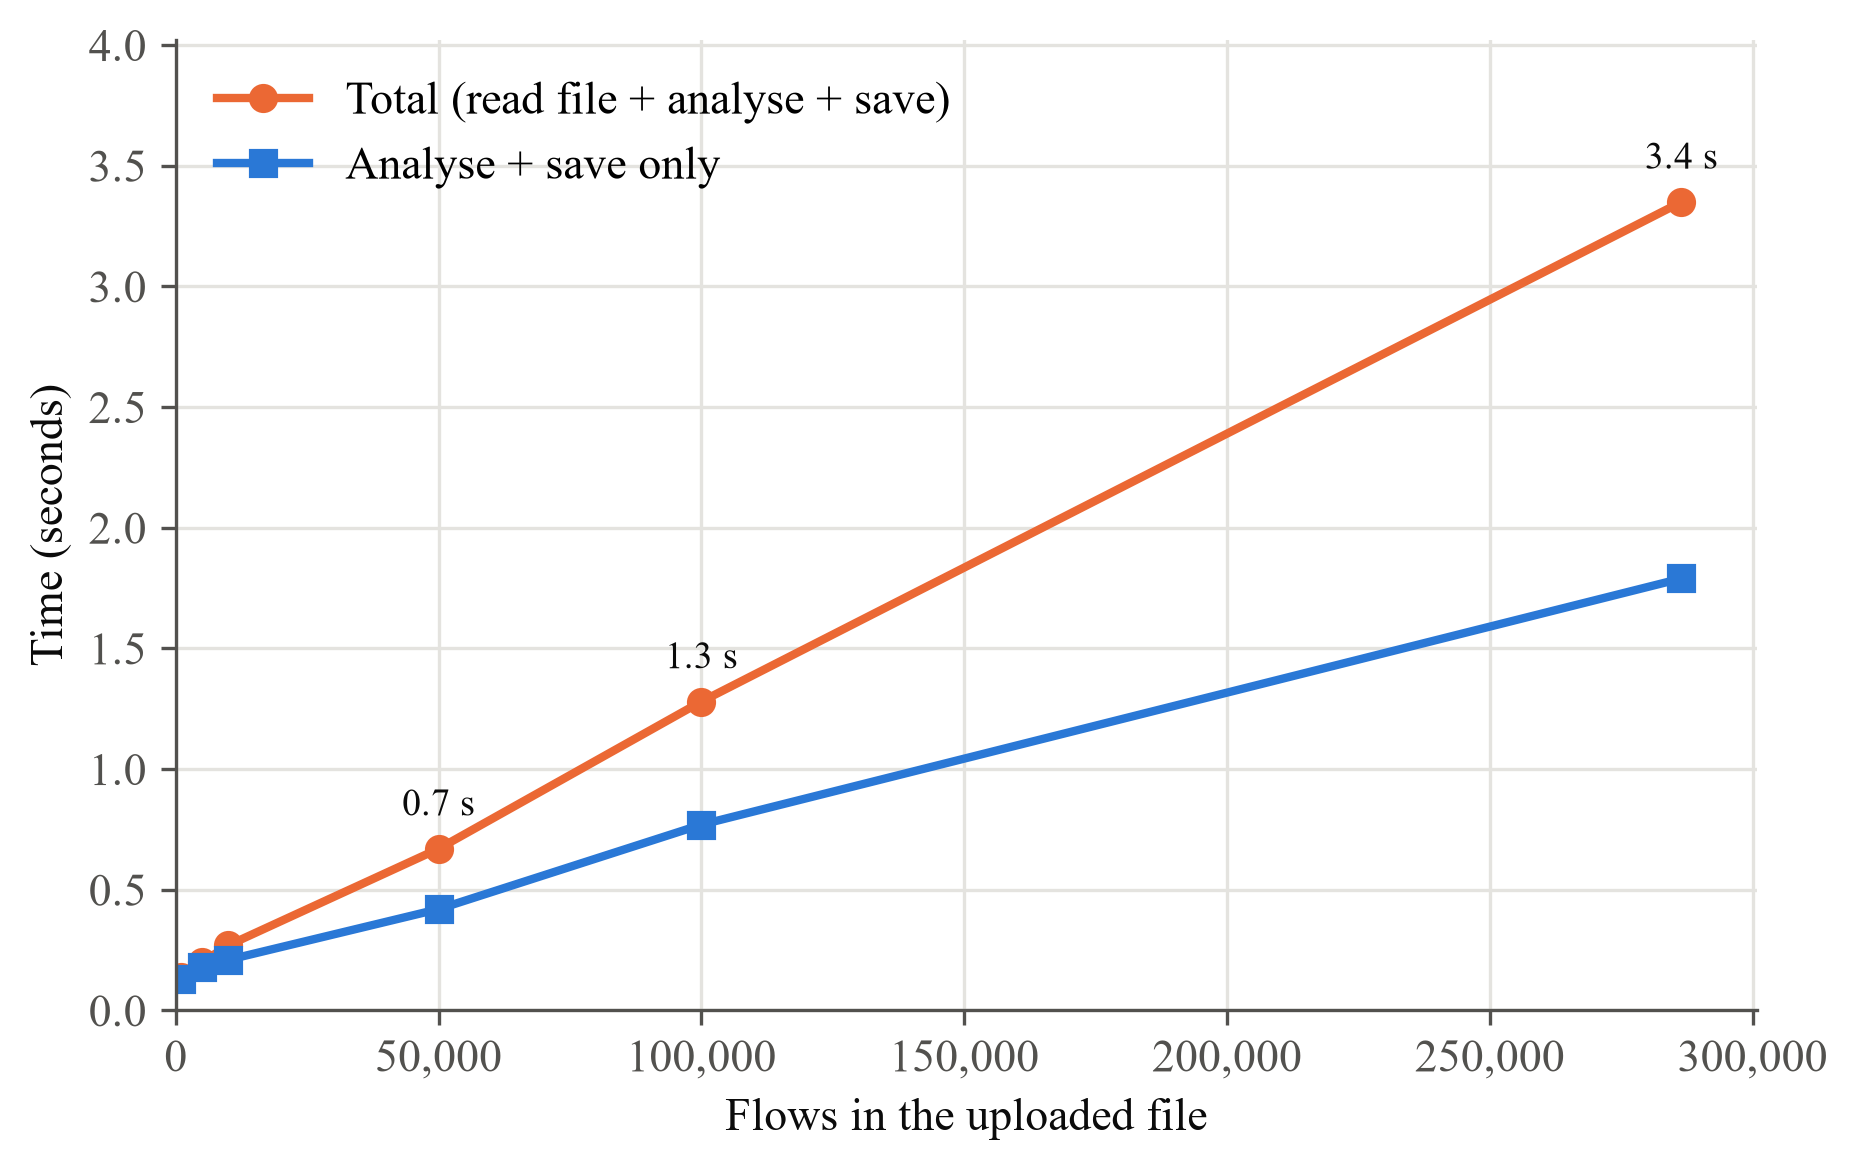 4.0
Total (read file + analyse + save)
Analyse + save only
3.5
3.4 s
3.0
2.5
2.0
1.5
1.3 s
1.0
0.7 s
0.5
0.0
Time (seconds)
0 50,000 100,000 150,000 200,000 250,000 300,000
Flows in the uploaded file